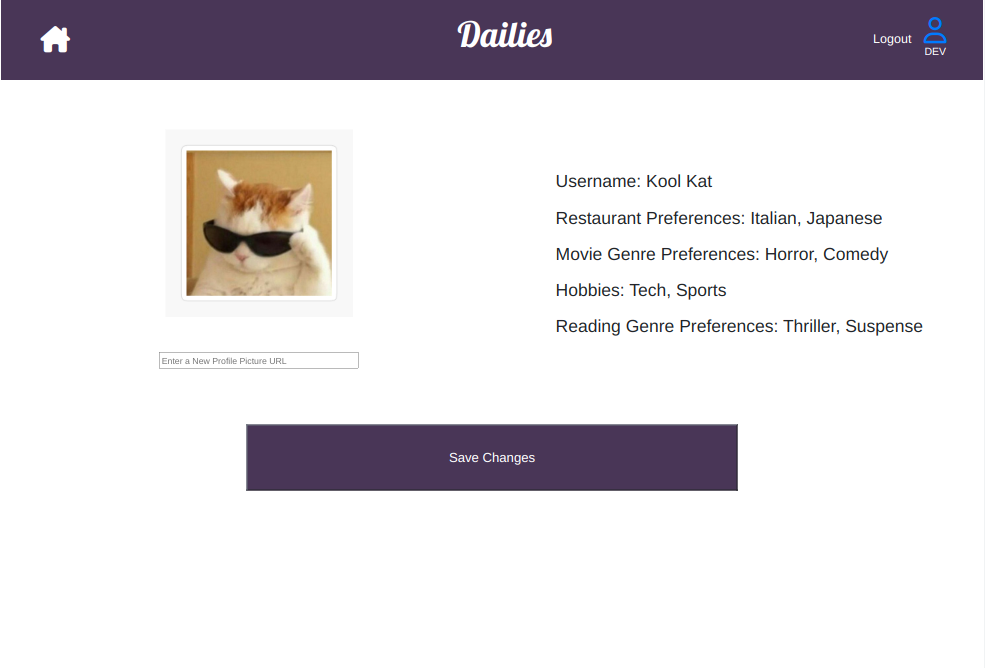 Dailies
Logout
DEV
Username: Kool Kat
Restaurant Preferences: Italian, Japanese
Movie Genre Preferences: Horror, Comedy
Hobbies: Tech, Sports
Reading Genre Preferences: Thriller, Suspense
Enter a New Profile Picture URL
Save Changes